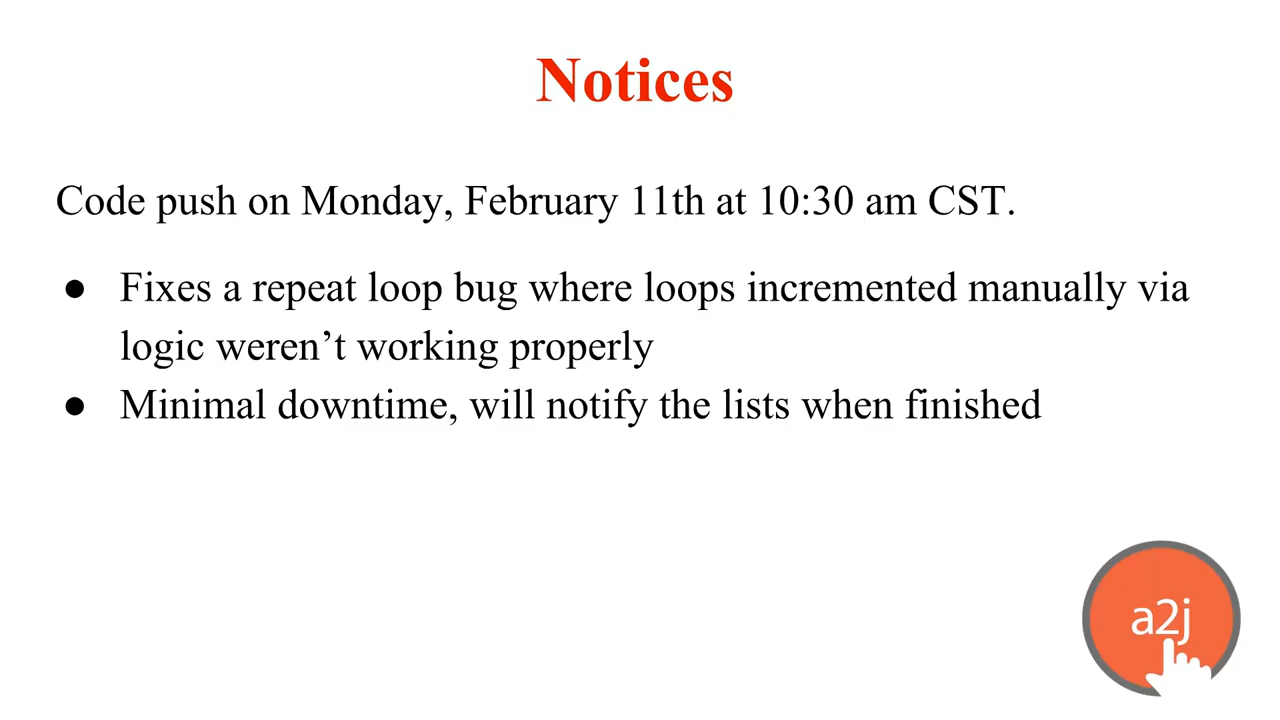 Notices
Code push on Monday, February 11th at 10:30 am CST.
● Fixes a repeat loop bug where loops incremented manually via
logic weren’t working properly
● Minimal downtime, will notify the lists when finished
a2j